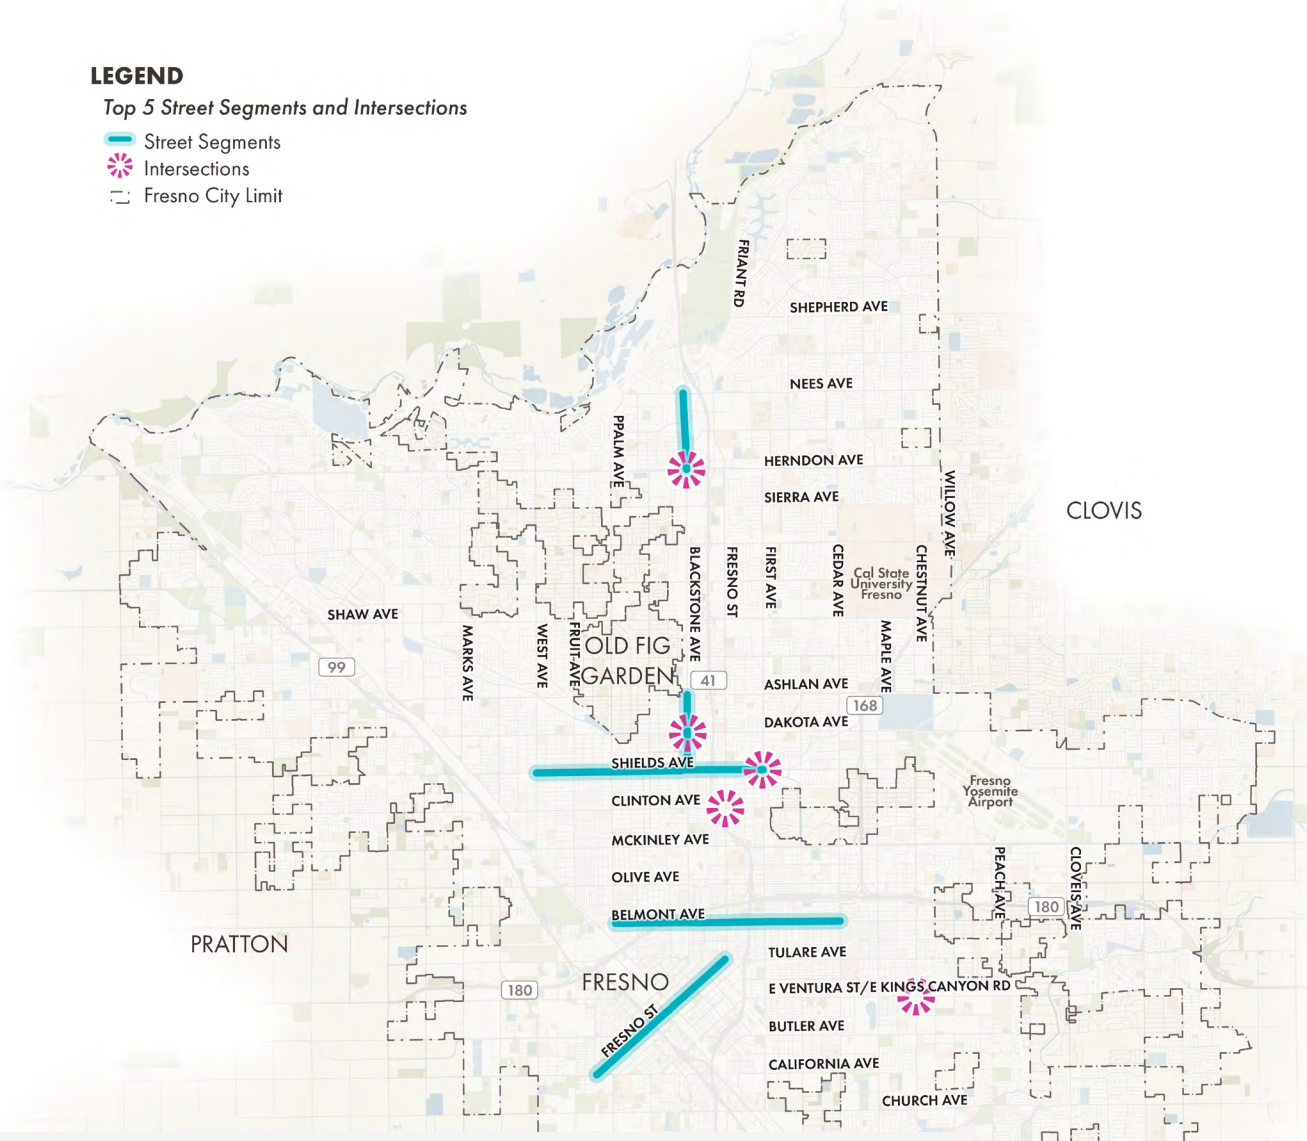 LEGEND
Top 5 Street Segments and Intersections
Street Segments
Intersections
Fresno City Limit
FRIANT RD
SHEPHERD AVE
NEES AVE
PPALM AVE
HERNDON AVE
SIERRA AVE
WILLOW AVE
CLOVIS
BLACKSTONE AVE
FRESNO ST
FIRST AVE
CEDAR AVE
Cal State
University
Fresno
CHESTNUT AVE
SHAW AVE
MARKS AVE
WEST AVE
FRUIT AVE
OLD FIG
GARDEN
MAPLE AVE
99
41
ASHLAN AVE
168
DAKOTA AVE
SHIELDS AVE
CLINTON AVE
Fresno
Yosemite
Airport
MCKINLEY AVE
OLIVE AVE
PEACH AVE
CLOVEIS AVE
BELMONT AVE
180
PRATTON
TULARE AVE
FRESNO
180
E VENTURA ST/E KINGS CANYON RD
FRESNO ST
BUTLER AVE
CALIFORNIA AVE
CHURCH AVE